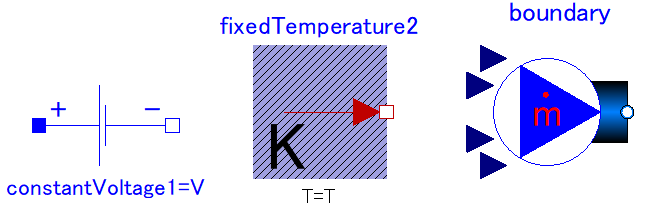 boundary
fixedTemperature2
+
−
ṁ
K
constantVoltage1=V
T=T